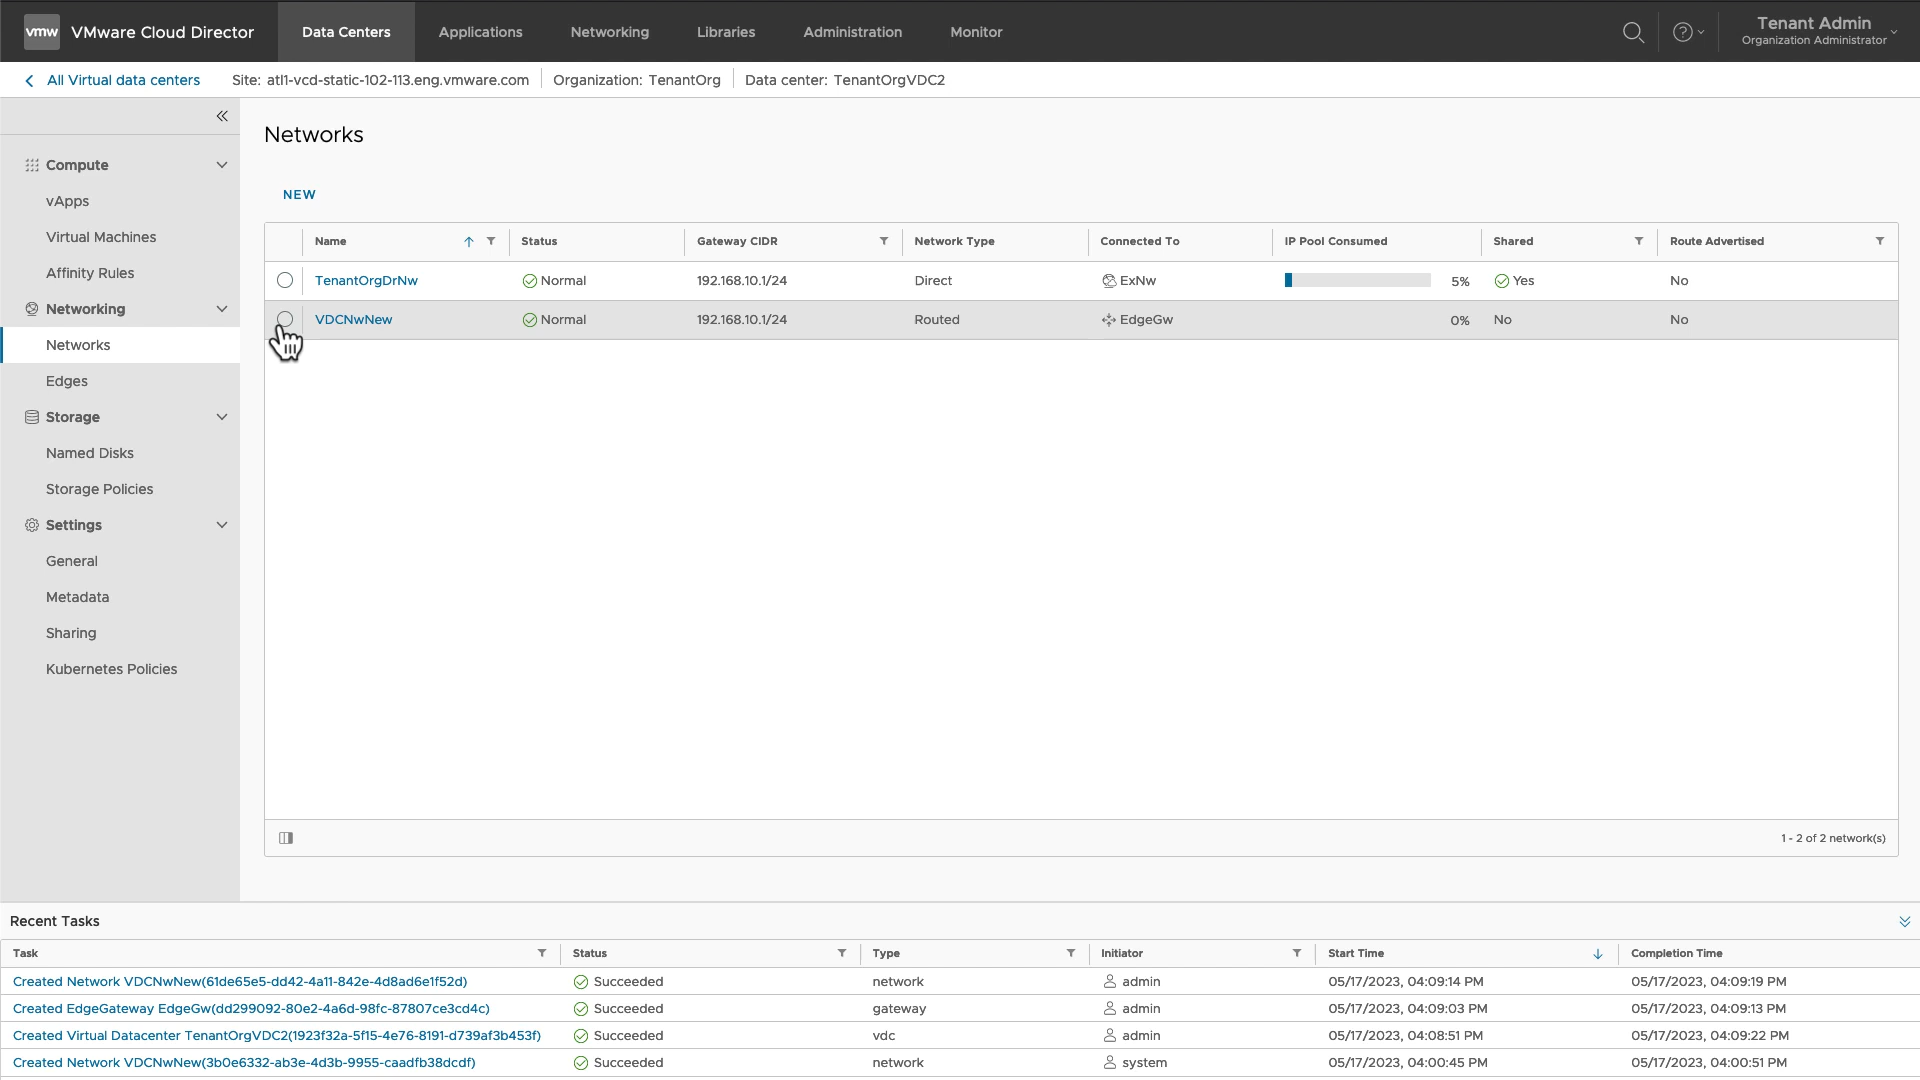 vmw VMware Cloud Director Data Centers Applications Networking Libraries Administration Monitor Tenant Admin
Organization Administrator
All Virtual data centers Site: atl1-vcd-static-102-113.eng.vmware.com Organization: TenantOrg Data center: TenantOrgVDC2
Compute
vApps
Virtual Machines
Affinity Rules
Networking
Networks
Edges
Storage
Named Disks
Storage Policies
Settings
General
Metadata
Sharing
Kubernetes Policies
Networks
NEW
Name Status Gateway CIDR Network Type Connected To IP Pool Consumed Shared Route Advertised
TenantOrgDrNw Normal 192.168.10.1/24 Direct ExNw 5% Yes No
VDCNwNew Normal 192.168.10.1/24 Routed EdgeGw 0% No No
1 - 2 of 2 network(s)
Recent Tasks
Task Status Type Initiator Start Time Completion Time
Created Network VDCNwNew(61de65e5-dd42-4a11-842e-4d8ad6e1f52d) Succeeded network admin 05/17/2023, 04:09:14 PM 05/17/2023, 04:09:19 PM
Created EdgeGateway EdgeGw(dd299092-80e2-4a6d-98fc-87807ce3cd4c) Succeeded gateway admin 05/17/2023, 04:09:03 PM 05/17/2023, 04:09:13 PM
Created Virtual Datacenter TenantOrgVDC2(1923f32a-5f15-4e76-8191-d739af3b453f) Succeeded vdc admin 05/17/2023, 04:08:51 PM 05/17/2023, 04:09:22 PM
Created Network VDCNwNew(3b0e6332-ab3e-4d3b-9955-caadfb38dcdf) Succeeded network system 05/17/2023, 04:00:45 PM 05/17/2023, 04:00:51 PM